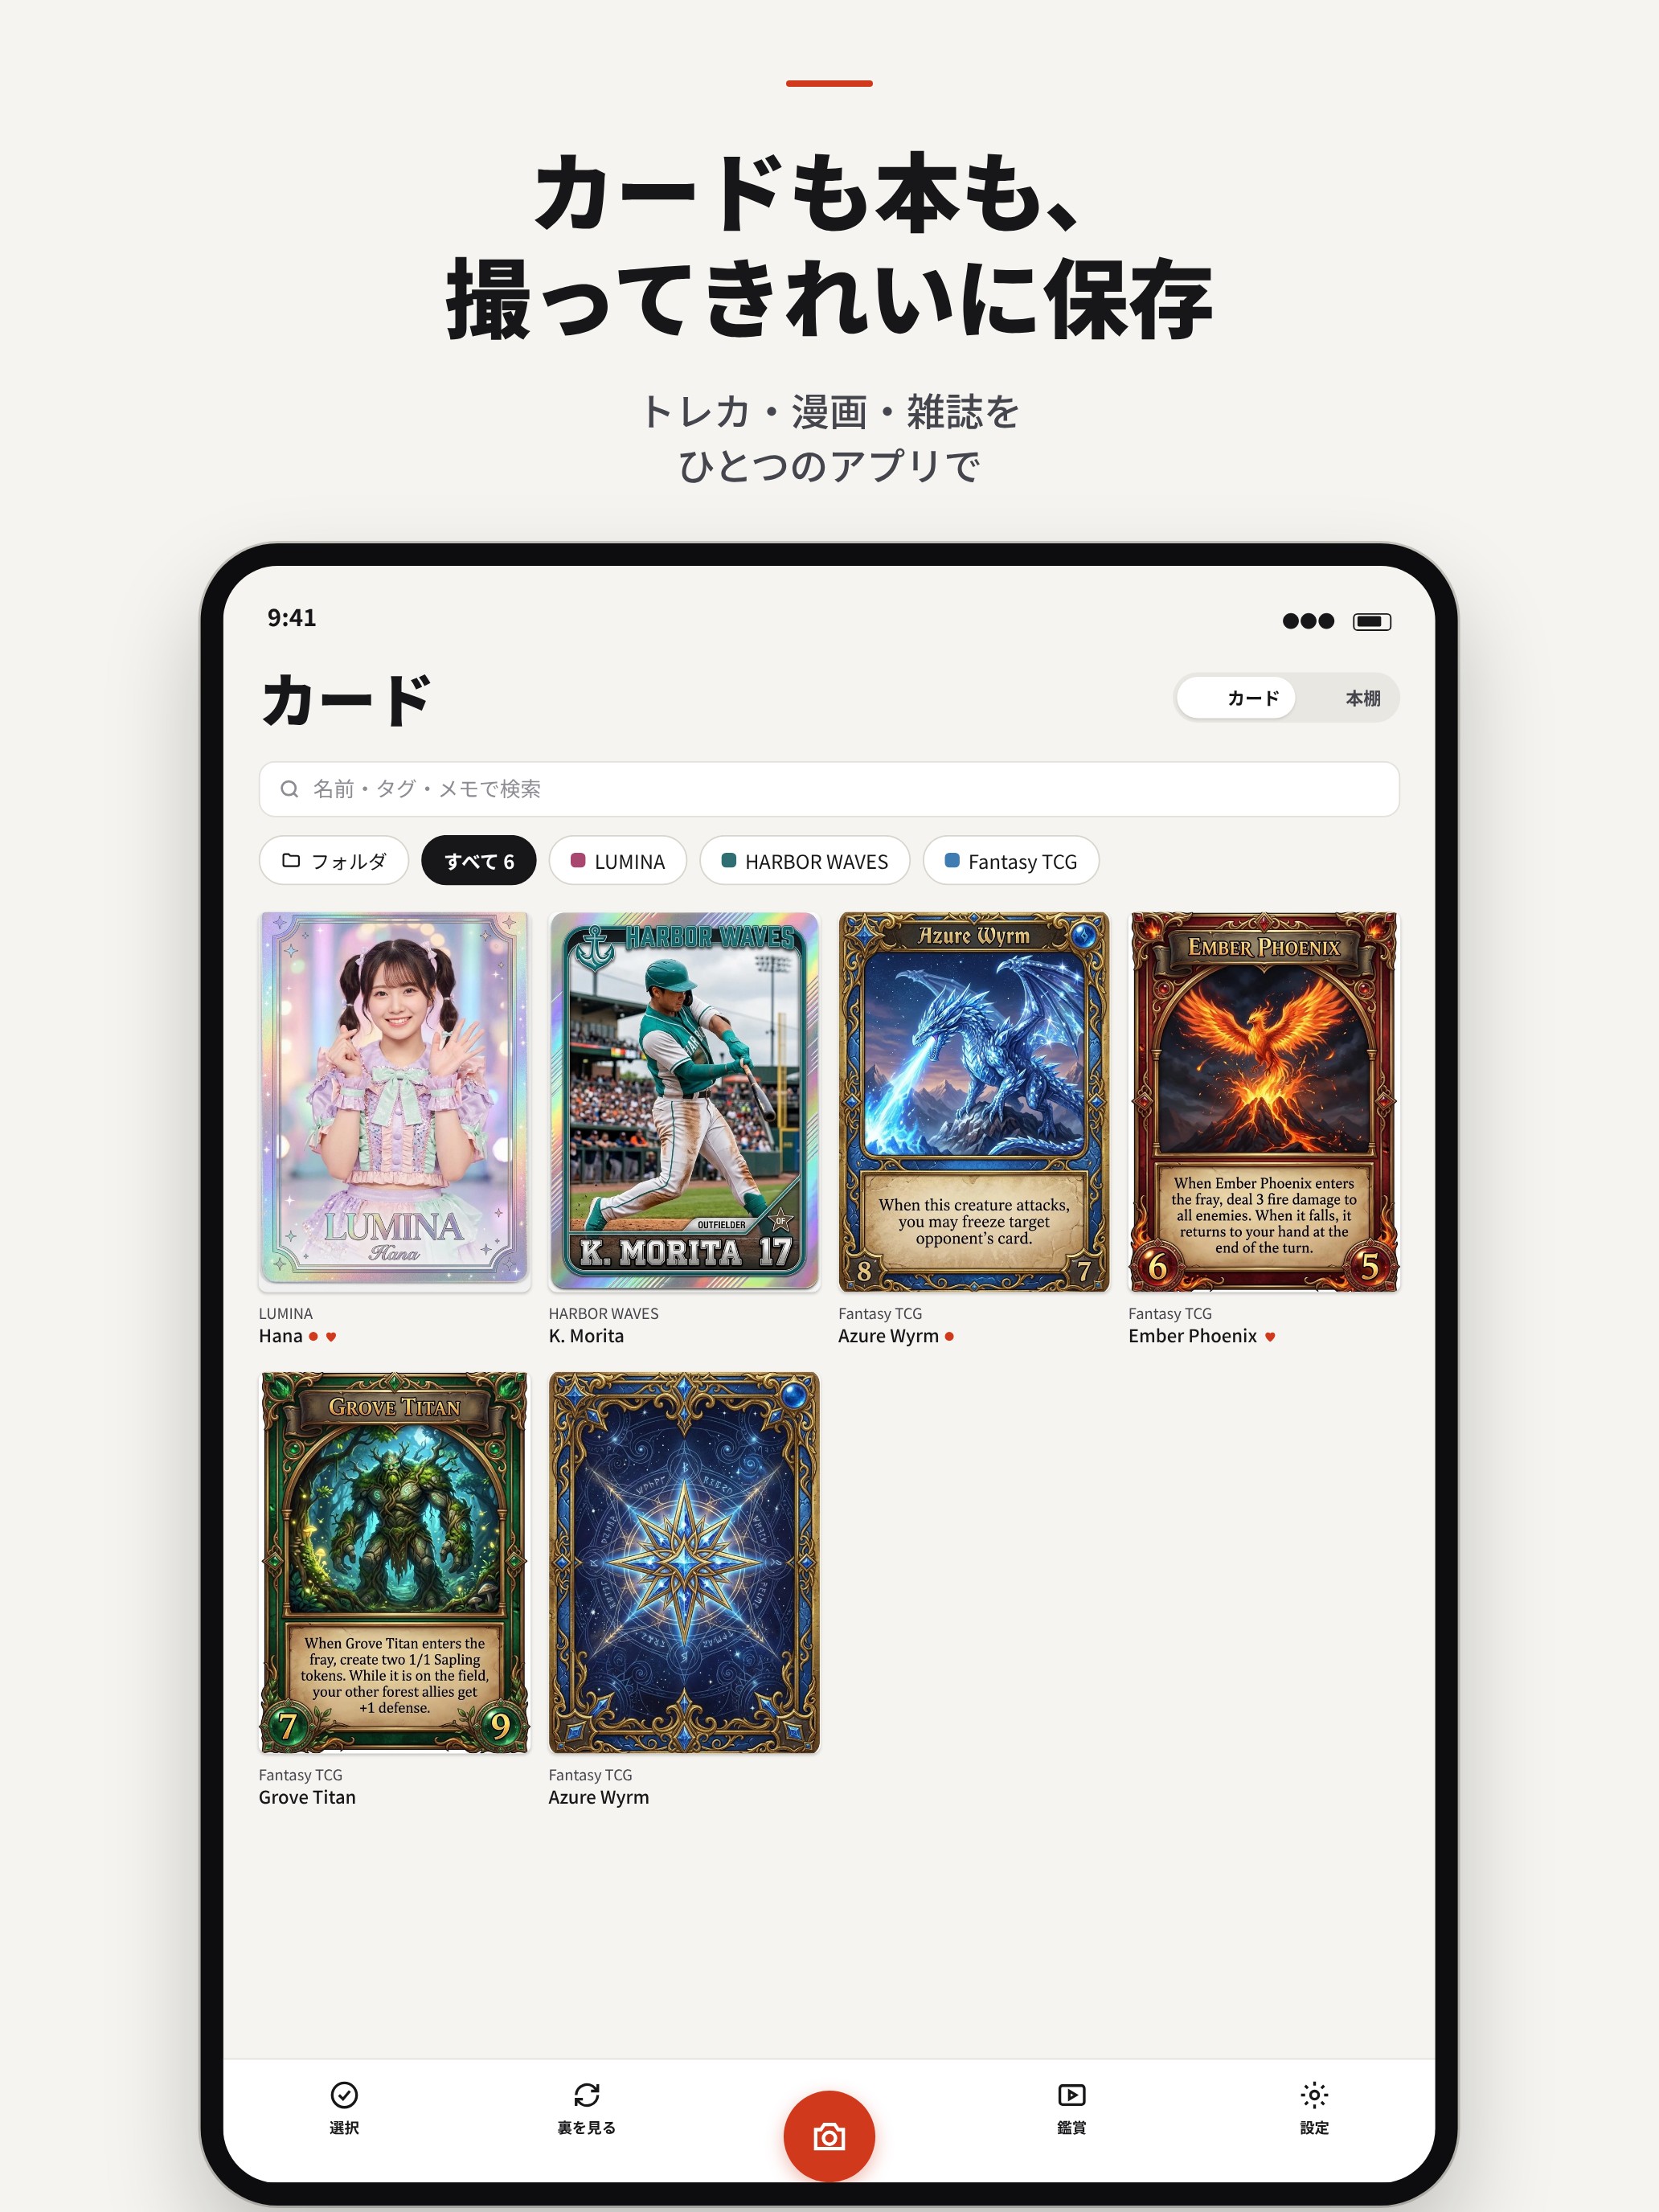 カードも本も、
撮ってきれいに保存
トレカ・漫画・雑誌を
ひとつのアプリで
9:41
カード
カード 本棚
名前・タグ・メモで検索
フォルダ すべて 6 LUMINA HARBOR WAVES Fantasy TCG
LUMINA
Hana
HARBOR WAVES
OUTFIELDER
OF
K. MORITA 17
Azure Wyrm
When this creature attacks,
you may freeze target
opponent's card.
8 7
EMBER PHOENIX
When Ember Phoenix enters
the fray, deal 3 fire damage to
all enemies. When it falls, it
returns to your hand at the
end of the turn.
6 5
LUMINA
Hana
HARBOR WAVES
K. Morita
Fantasy TCG
Azure Wyrm
Fantasy TCG
Ember Phoenix
GROVE TITAN
When Grove Titan enters the
fray, create two 1/1 Sapling
tokens. While it is on the field,
your other forest allies get
+1 defense.
7 9
Fantasy TCG
Grove Titan
Fantasy TCG
Azure Wyrm
選択
裏を見る
鑑賞
設定